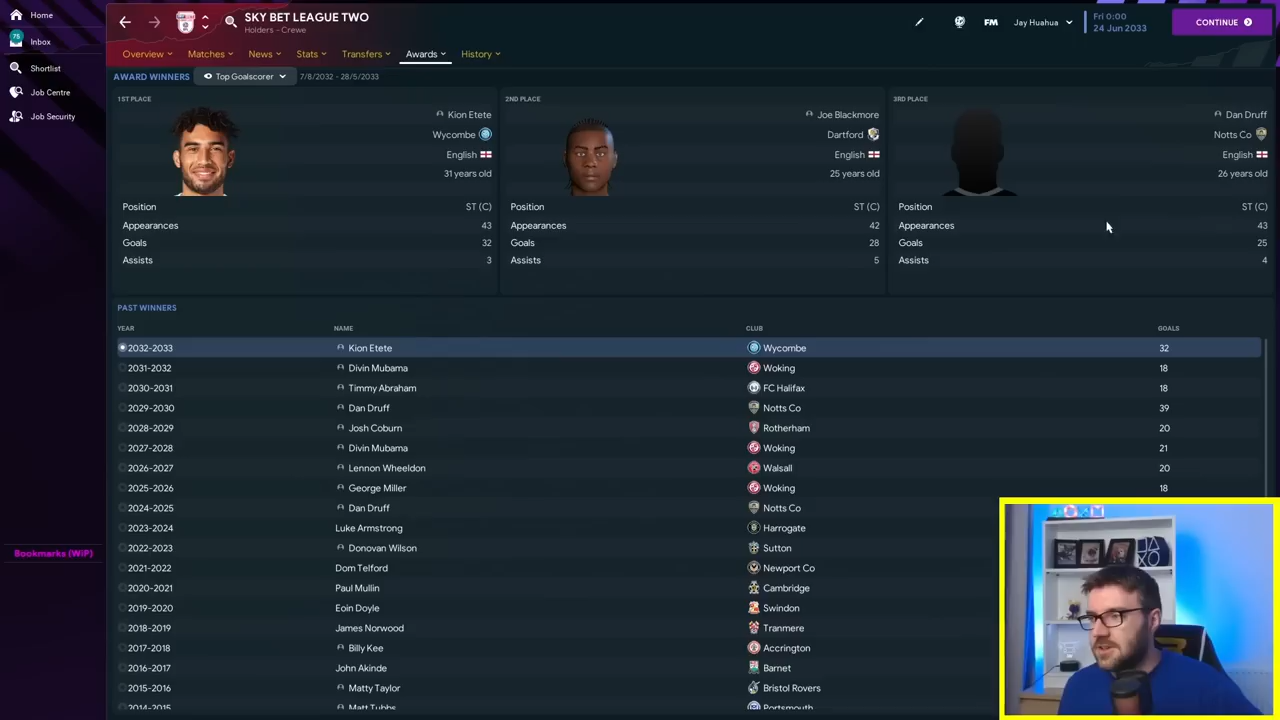 Home
75
Inbox
Shortlist
Job Centre
Job Security
Bookmarks (WiP)
SKY BET LEAGUE TWO
Holders - Crewe
FM
Jay Huahua
Fri 0:00
24 Jun 2033
CONTINUE
Overview
Matches
News
Stats
Transfers
Awards
History
AWARD WINNERS
Top Goalscorer
7/8/2032 - 28/5/2033
1ST PLACE
Kion Etete
Wycombe
English
31 years old
Position ST (C)
Appearances 43
Goals 32
Assists 3
2ND PLACE
Joe Blackmore
Dartford
English
25 years old
Position ST (C)
Appearances 42
Goals 28
Assists 5
3RD PLACE
Dan Druff
Notts Co
English
26 years old
Position ST (C)
Appearances 43
Goals 25
Assists 4
PAST WINNERS
YEAR NAME CLUB GOALS
2032-2033 Kion Etete Wycombe 32
2031-2032 Divin Mubama Woking 18
2030-2031 Timmy Abraham FC Halifax 18
2029-2030 Dan Druff Notts Co 39
2028-2029 Josh Coburn Rotherham 20
2027-2028 Divin Mubama Woking 21
2026-2027 Lennon Wheeldon Walsall 20
2025-2026 George Miller Woking 18
2024-2025 Dan Druff Notts Co
2023-2024 Luke Armstrong Harrogate
2022-2023 Donovan Wilson Sutton
2021-2022 Dom Telford Newport Co
2020-2021 Paul Mullin Cambridge
2019-2020 Eoin Doyle Swindon
2018-2019 James Norwood Tranmere
2017-2018 Billy Kee Accrington
2016-2017 John Akinde Barnet
2015-2016 Matty Taylor Bristol Rovers
2014-2015 Matt Tubbs Portsmouth